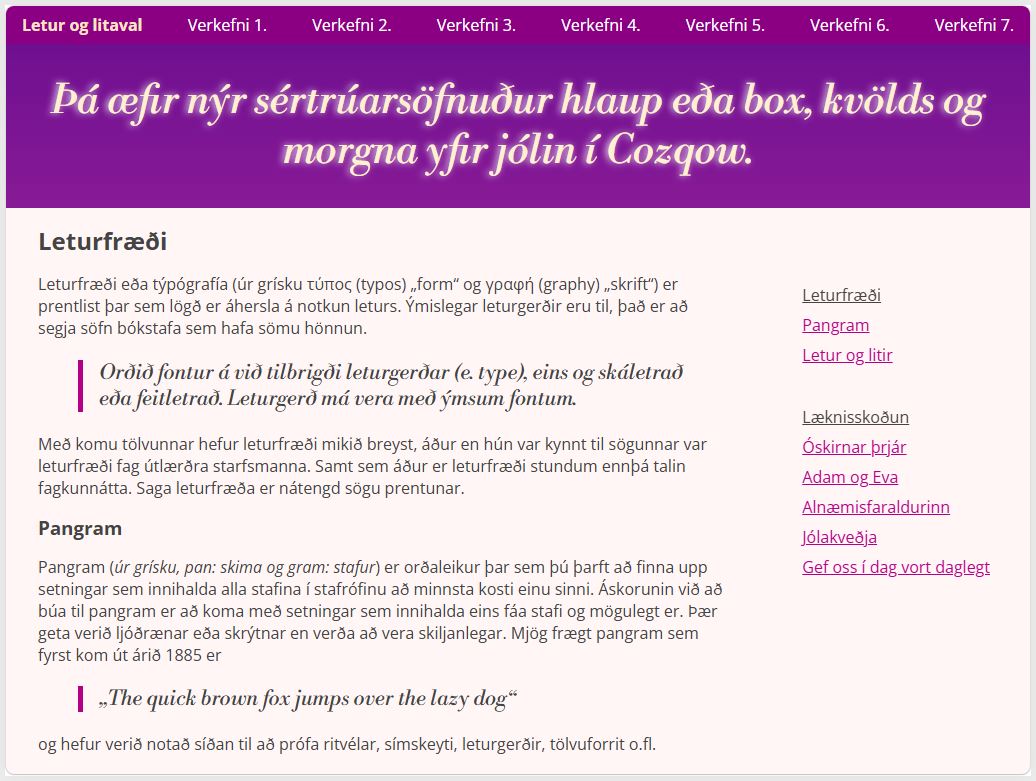 Letur og litaval Verkefni 1. Verkefni 2. Verkefni 3. Verkefni 4. Verkefni 5. Verkefni 6. Verkefni 7.
Þá æfir nýr sértrúarsöfnuður hlaup eða box, kvölds og
morgna yfir jólin í Cozqow.
Leturfræði
Leturfræði eða týpógrafía (úr grísku τύπος (typos) „form“ og γραφή (graphy) „skrift“) er
prentlist þar sem lögð er áhersla á notkun leturs. Ýmislegar leturgerðir eru til, það er að
segja söfn bókstafa sem hafa sömu hönnun.
Orðið fontur á við tilbrigði leturgerðar (e. type), eins og skáletrað
eða feitletrað. Leturgerð má vera með ýmsum fontum.
Með komu tölvunnar hefur leturfræði mikið breyst, áður en hún var kynnt til sögunnar var
leturfræði fag útlærðra starfsmanna. Samt sem áður er leturfræði stundum ennþá talin
fagkunnátta. Saga leturfræða er nátengd sögu prentunar.
Pangram
Pangram (úr grísku, pan: skima og gram: stafur) er orðaleikur þar sem þú þarft að finna upp
setningar sem innihalda alla stafina í stafrófinu að minnsta kosti einu sinni. Áskorunin við að
búa til pangram er að koma með setningar sem innihalda eins fáa stafi og mögulegt er. Þær
geta verið ljóðrænar eða skrýtnar en verða að vera skiljanlegar. Mjög frægt pangram sem
fyrst kom út árið 1885 er
„The quick brown fox jumps over the lazy dog“
og hefur verið notað síðan til að prófa ritvélar, símskeyti, leturgerðir, tölvuforrit o.fl.
Leturfræði
Pangram
Letur og litir
Læknisskoðun
Óskirnar þrjár
Adam og Eva
Alnæmisfaraldurinn
Jólakveðja
Gef oss í dag vort daglegt